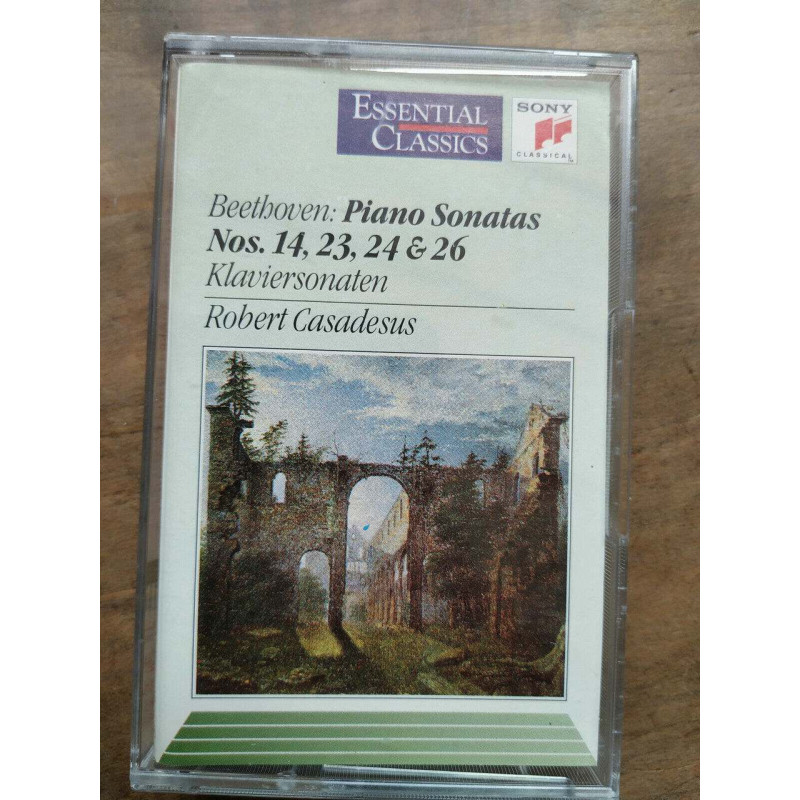 ESSENTIAL
CLASSICS
SONY
CLASSICAL
Beethoven: Piano Sonatas
Nos. 14, 23, 24 & 26
Klaviersonaten
Robert Casadesus